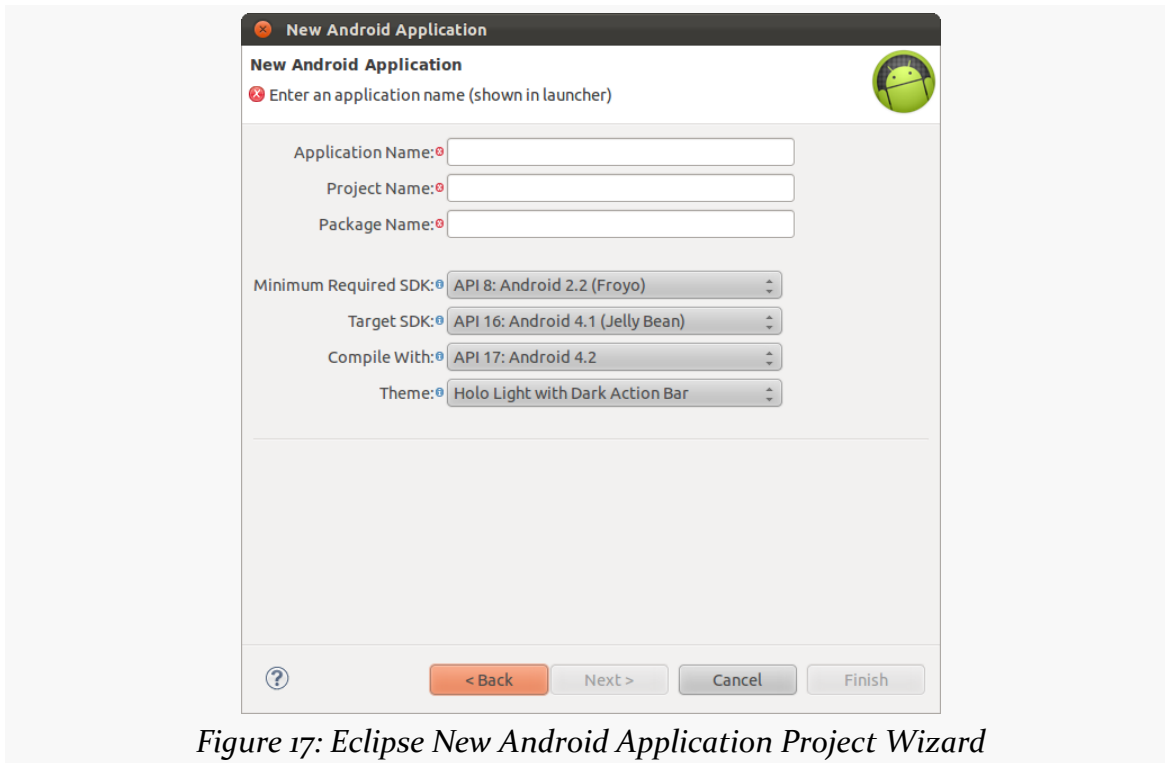 New Android Application
New Android Application
Enter an application name (shown in launcher)
Application Name:
Project Name:
Package Name:
Minimum Required SDK: API 8: Android 2.2 (Froyo)
Target SDK: API 16: Android 4.1 (Jelly Bean)
Compile With: API 17: Android 4.2
Theme: Holo Light with Dark Action Bar
? < Back Next > Cancel Finish
Figure 17: Eclipse New Android Application Project Wizard